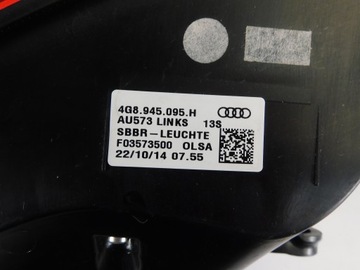 4G8.945.095.H
AU573 LINKS 13S
SBBR-LEUCHTE
F03573500 OLSA
22/10/14 07.55